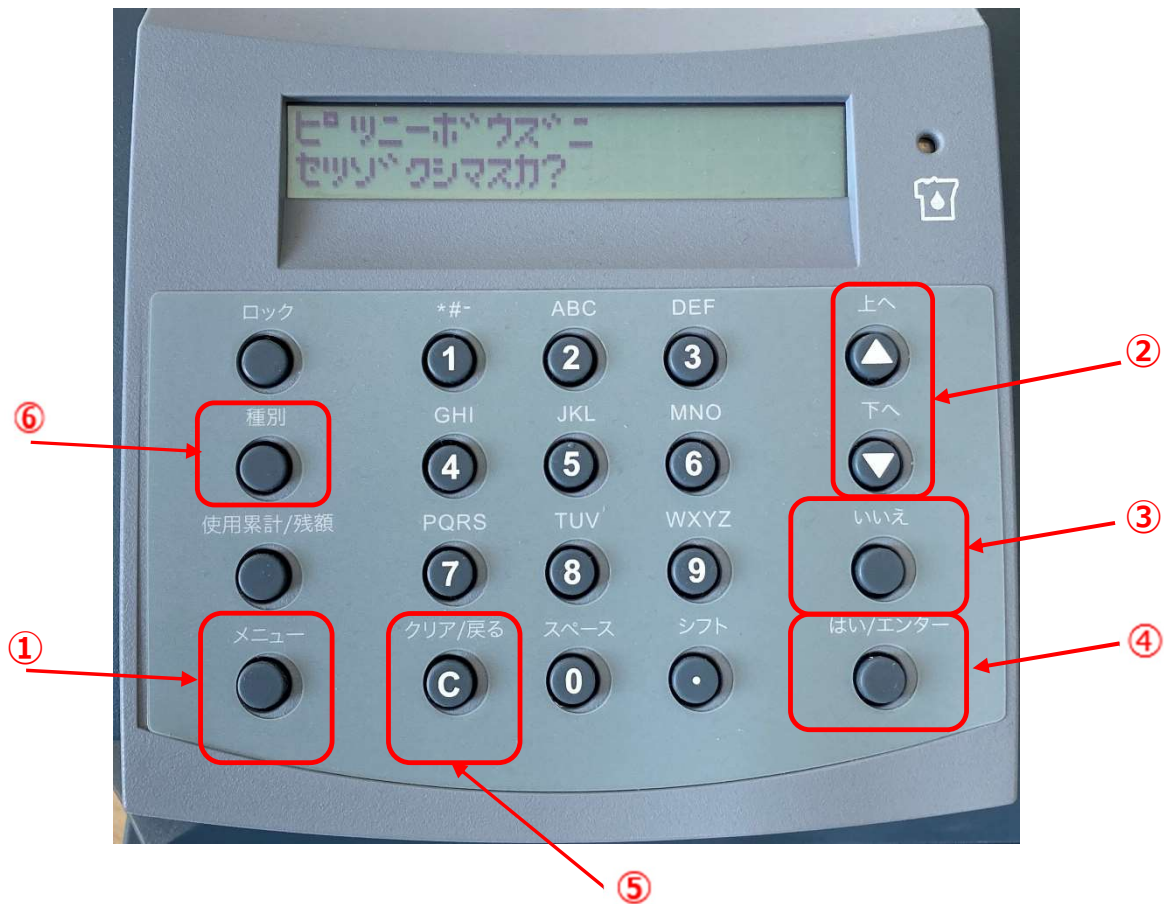 ピツニーボウズニ
セツゾクシマスカ?
ロック
*#-
ABC
DEF
上へ
1
2
3
②
⑥
種別
GHI
JKL
MNO
下へ
4
5
6
使用累計/残額
PQRS
TUV
WXYZ
いいえ
③
7
8
9
①
メニュー
クリア/戻る
スペース
シフト
はい/エンター
④
C
0
・
⑤